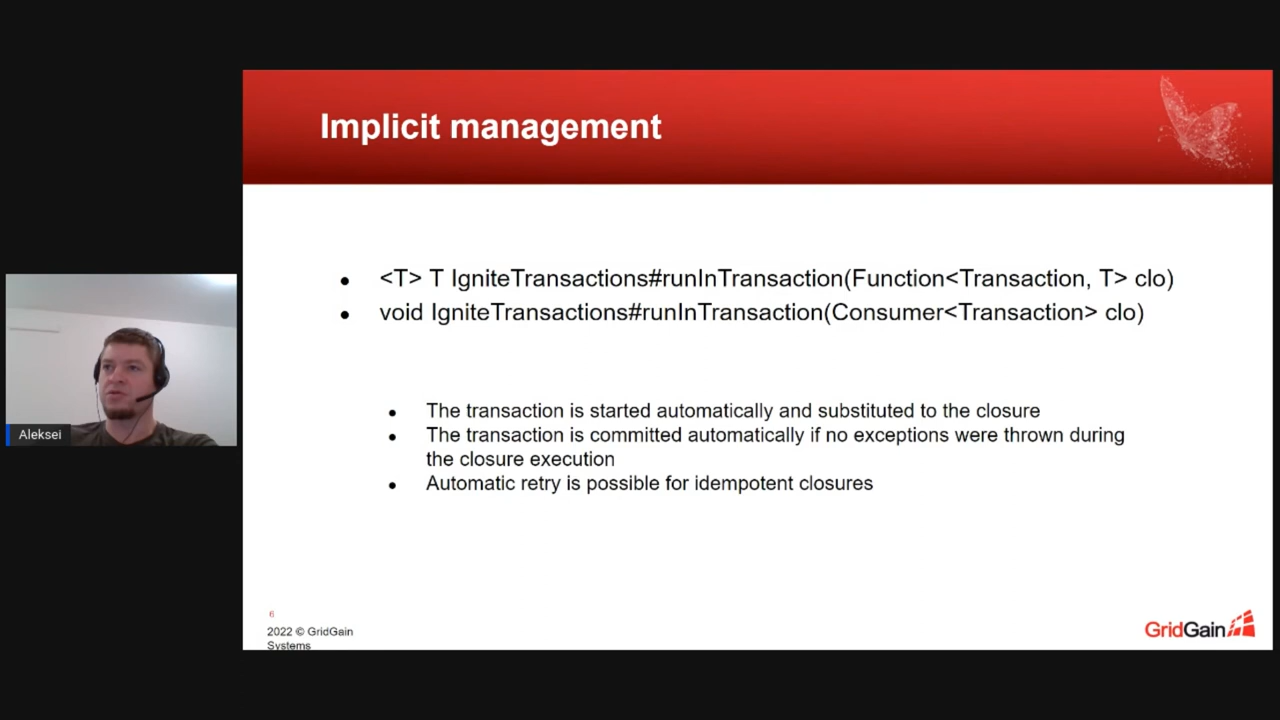 Implicit management
● <T> T IgniteTransactions#runInTransaction(Function<Transaction, T> clo)
● void IgniteTransactions#runInTransaction(Consumer<Transaction> clo)
● The transaction is started automatically and substituted to the closure
● The transaction is committed automatically if no exceptions were thrown during
the closure execution
● Automatic retry is possible for idempotent closures
Aleksei
6
2022 © GridGain
Systems
GridGain